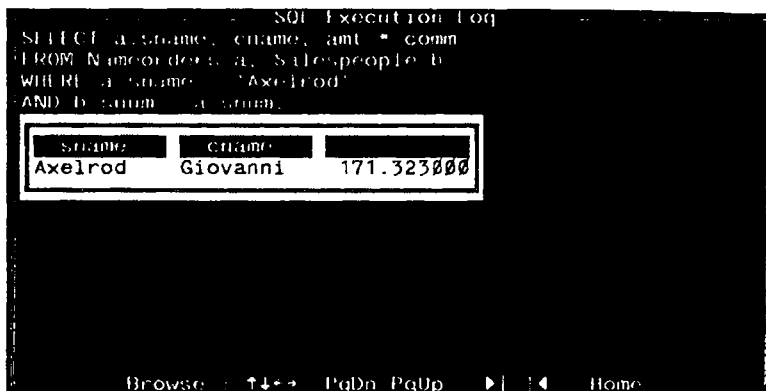 SQL Execution Log
SELECT a.sname, cname, amt * comm
FROM Nameorders a, Salespeople b
WHERE a.sname 'Axelrod'
AND b.snum a.snum;
sname cname
Axelrod Giovanni 171.323000
Browse : ↑↓←→ PgDn PgUp ▶| |◀ Home